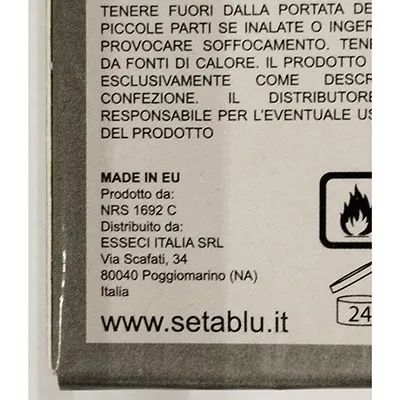 TENERE FUORI DALLA PORTATA DE
PICCOLE PARTI SE INALATE O INGER
PROVOCARE SOFFOCAMENTO. TENE
DA FONTI DI CALORE. IL PRODOTTO
ESCLUSIVAMENTE COME DESCR
CONFEZIONE. IL DISTRIBUTORE
RESPONSABILE PER L'EVENTUALE US
DEL PRODOTTO
MADE IN EU
Prodotto da:
NRS 1692 C
Distribuito da:
ESSECI ITALIA SRL
Via Scafati, 34
80040 Poggiomarino (NA)
Italia
24
www.setablu.it